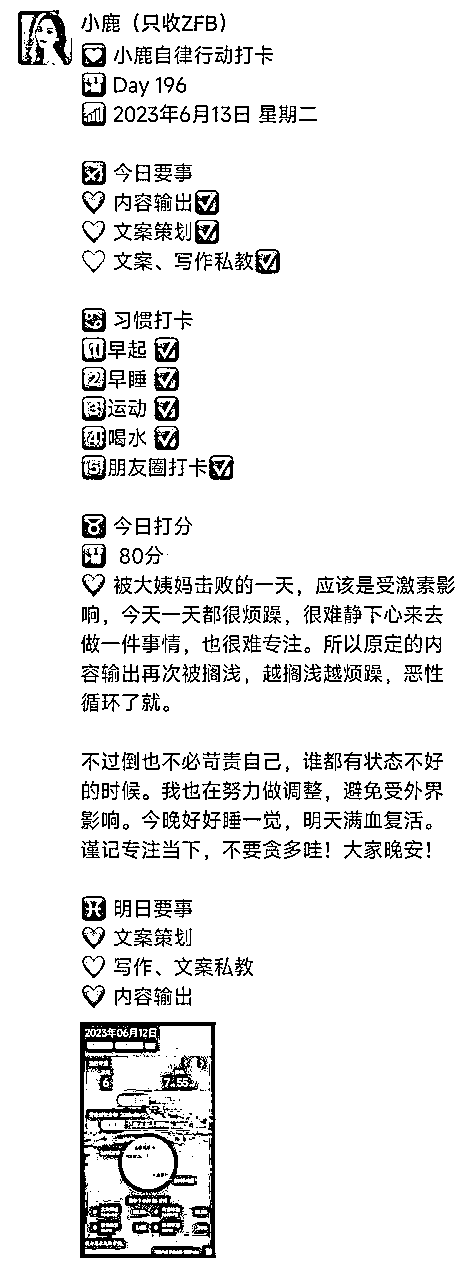 小鹿（只收ZFB）
小鹿自律行动打卡
Day 196
2023年6月13日 星期二
今日要事
内容输出✅
文案策划✅
文案、写作私教✅
习惯打卡
1️⃣早起 ✅
2️⃣早睡 ✅
3️⃣运动 ✅
4️⃣喝水 ✅
5️⃣朋友圈打卡✅
今日打分
80分
被大姨妈击败的一天，应该是受激素影
响，今天一天都很烦躁，很难静下心来去
做一件事情，也很难专注。所以原定的内
容输出再次被搁浅，越搁浅越烦躁，恶性
循环了就。
不过倒也不必苛责自己，谁都有状态不好
的时候。我也在努力做调整，避免受外界
影响。今晚好好睡一觉，明天满血复活。
谨记专注当下，不要贪多哇！大家晚安！
明日要事
文案策划
写作、文案私教
内容输出
2023年06月12日
6
7:55